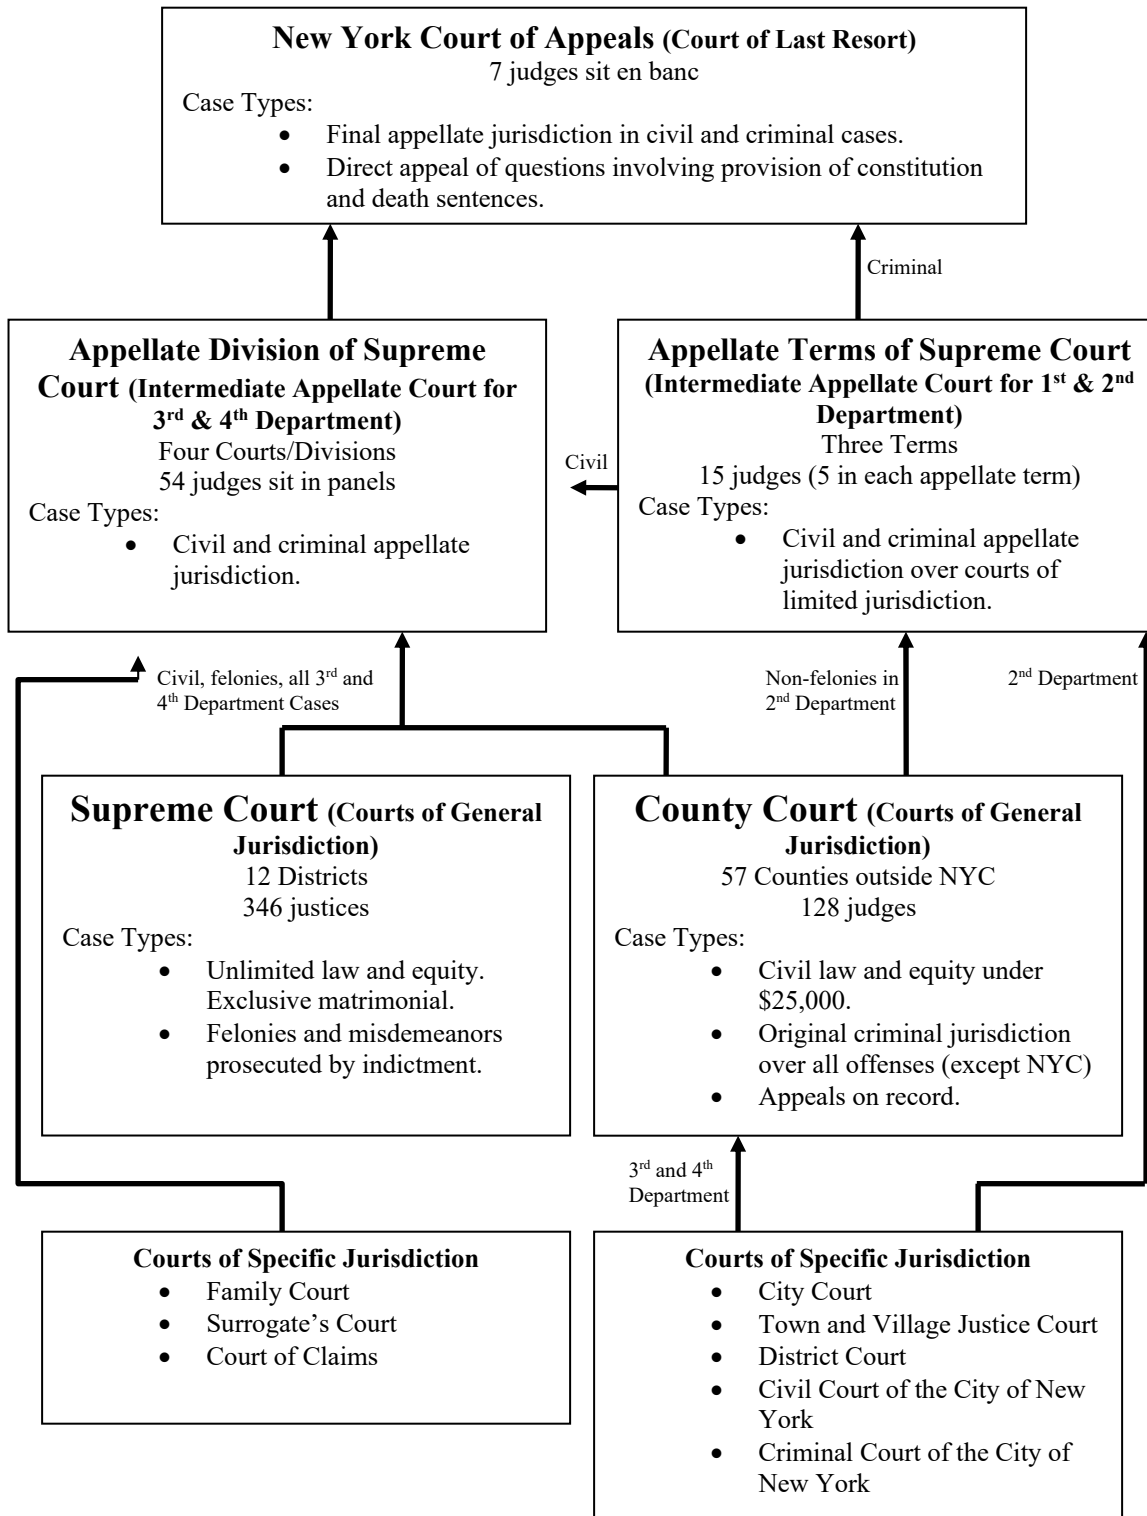 New York Court of Appeals (Court of Last Resort)
7 judges sit en banc
Case Types:
• Final appellate jurisdiction in civil and criminal cases.
• Direct appeal of questions involving provision of constitution
and death sentences.
Criminal
Appellate Division of Supreme
Court (Intermediate Appellate Court for
3rd & 4th Department)
Four Courts/Divisions
54 judges sit in panels
Case Types:
• Civil and criminal appellate
jurisdiction.
Civil
Appellate Terms of Supreme Court
(Intermediate Appellate Court for 1st & 2nd
Department)
Three Terms
15 judges (5 in each appellate term)
Case Types:
• Civil and criminal appellate
jurisdiction over courts of
limited jurisdiction.
Civil, felonies, all 3rd and
4th Department Cases
Non-felonies in
2nd Department
2nd Department
Supreme Court (Courts of General
Jurisdiction)
12 Districts
346 justices
Case Types:
• Unlimited law and equity.
Exclusive matrimonial.
• Felonies and misdemeanors
prosecuted by indictment.
County Court (Courts of General
Jurisdiction)
57 Counties outside NYC
128 judges
Case Types:
• Civil law and equity under
$25,000.
• Original criminal jurisdiction
over all offenses (except NYC)
• Appeals on record.
3rd and 4th
Department
Courts of Specific Jurisdiction
• Family Court
• Surrogate’s Court
• Court of Claims
Courts of Specific Jurisdiction
• City Court
• Town and Village Justice Court
• District Court
• Civil Court of the City of New
York
• Criminal Court of the City of
New York